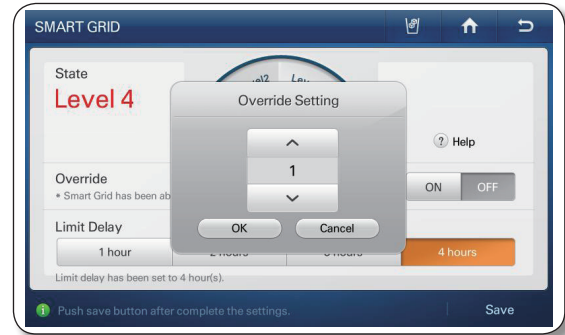 SMART GRID
State
Level 4
Override Setting
? Help
1
Override
ON OFF
• Smart Grid has been ab
OK Cancel
Limit Delay
1 hour
4 hours
Limit delay has been set to 4 hour(s).
Push save button after complete the settings.
Save